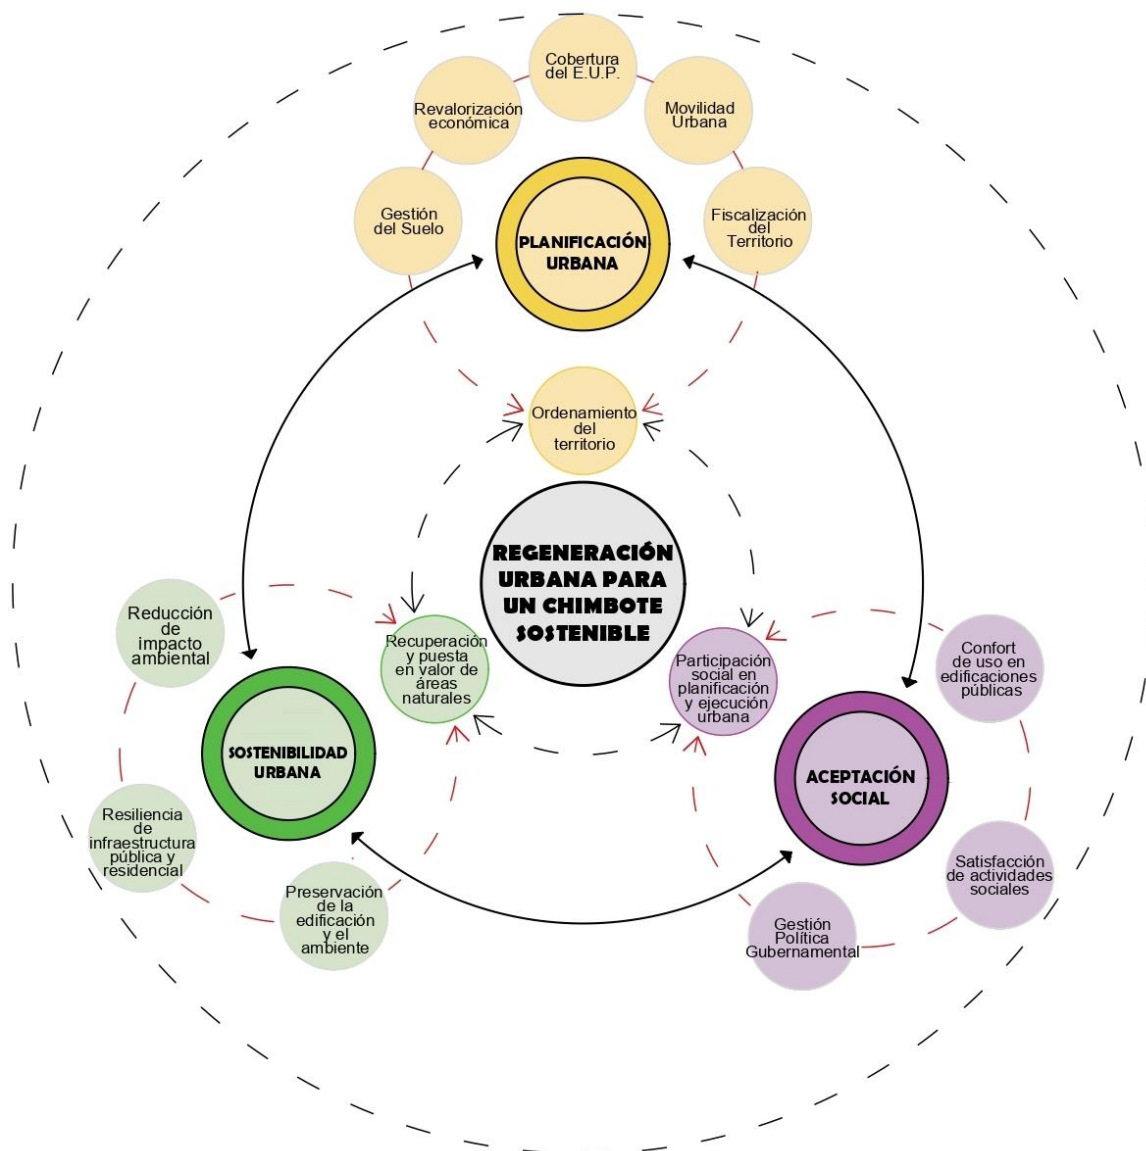 Cobertura
del E.U.P.
Revalorización
económica
Movilidad
Urbana
Gestión
del Suelo
Fiscalización
del
Territorio
PLANIFICACIÓN
URBANA
Ordenamiento
del
territorio
REGENERACIÓN
URBANA PARA
UN CHIMBOTE
SOSTENIBLE
Reducción
de
impacto
ambiental
Recuperación
y puesta
en valor de
áreas
naturales
Participación
social en
planificación
y ejecución
urbana
Confort
de uso en
edificaciones
públicas
SOSTENIBILIDAD
URBANA
ACEPTACIÓN
SOCIAL
Resiliencia
de
infraestructura
pública y
residencial
Preservación
de la
edificación
y el
ambiente
Satisfacción
de actividades
sociales
Gestión
Política
Gubernamental